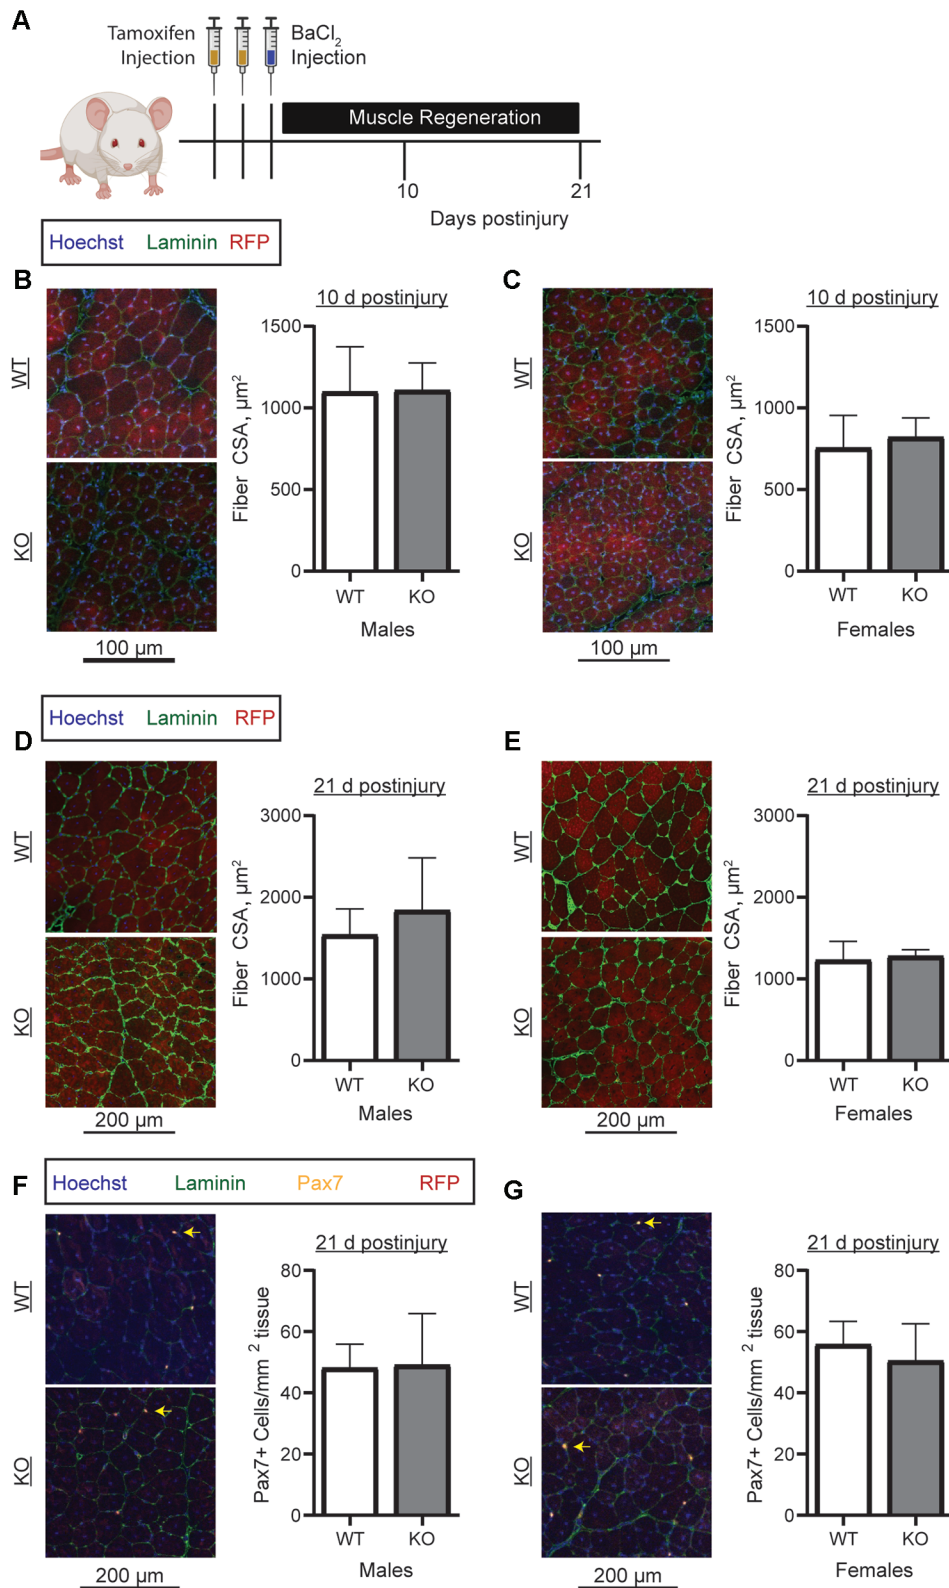 A
Tamoxifen Injection
BaCl2 Injection
Muscle Regeneration
10
21
Days postinjury
Hoechst Laminin RFP
B
WT
KO
100 µm
10 d postinjury
Fiber CSA, µm2
1500
1000
500
0
WT KO
Males
C
WT
KO
100 µm
10 d postinjury
Fiber CSA, µm2
1500
1000
500
0
WT KO
Females
Hoechst Laminin RFP
D
WT
KO
200 µm
21 d postinjury
Fiber CSA, µm2
3000
2000
1000
0
WT KO
Males
E
WT
KO
200 µm
21 d postinjury
Fiber CSA, µm2
3000
2000
1000
0
WT KO
Females
Hoechst Laminin Pax7 RFP
F
WT
KO
200 µm
21 d postinjury
Pax7+ Cells/mm 2 tissue
80
60
40
20
0
WT KO
Males
G
WT
KO
200 µm
21 d postinjury
Pax7+ Cells/mm 2 tissue
80
60
40
20
0
WT KO
Females